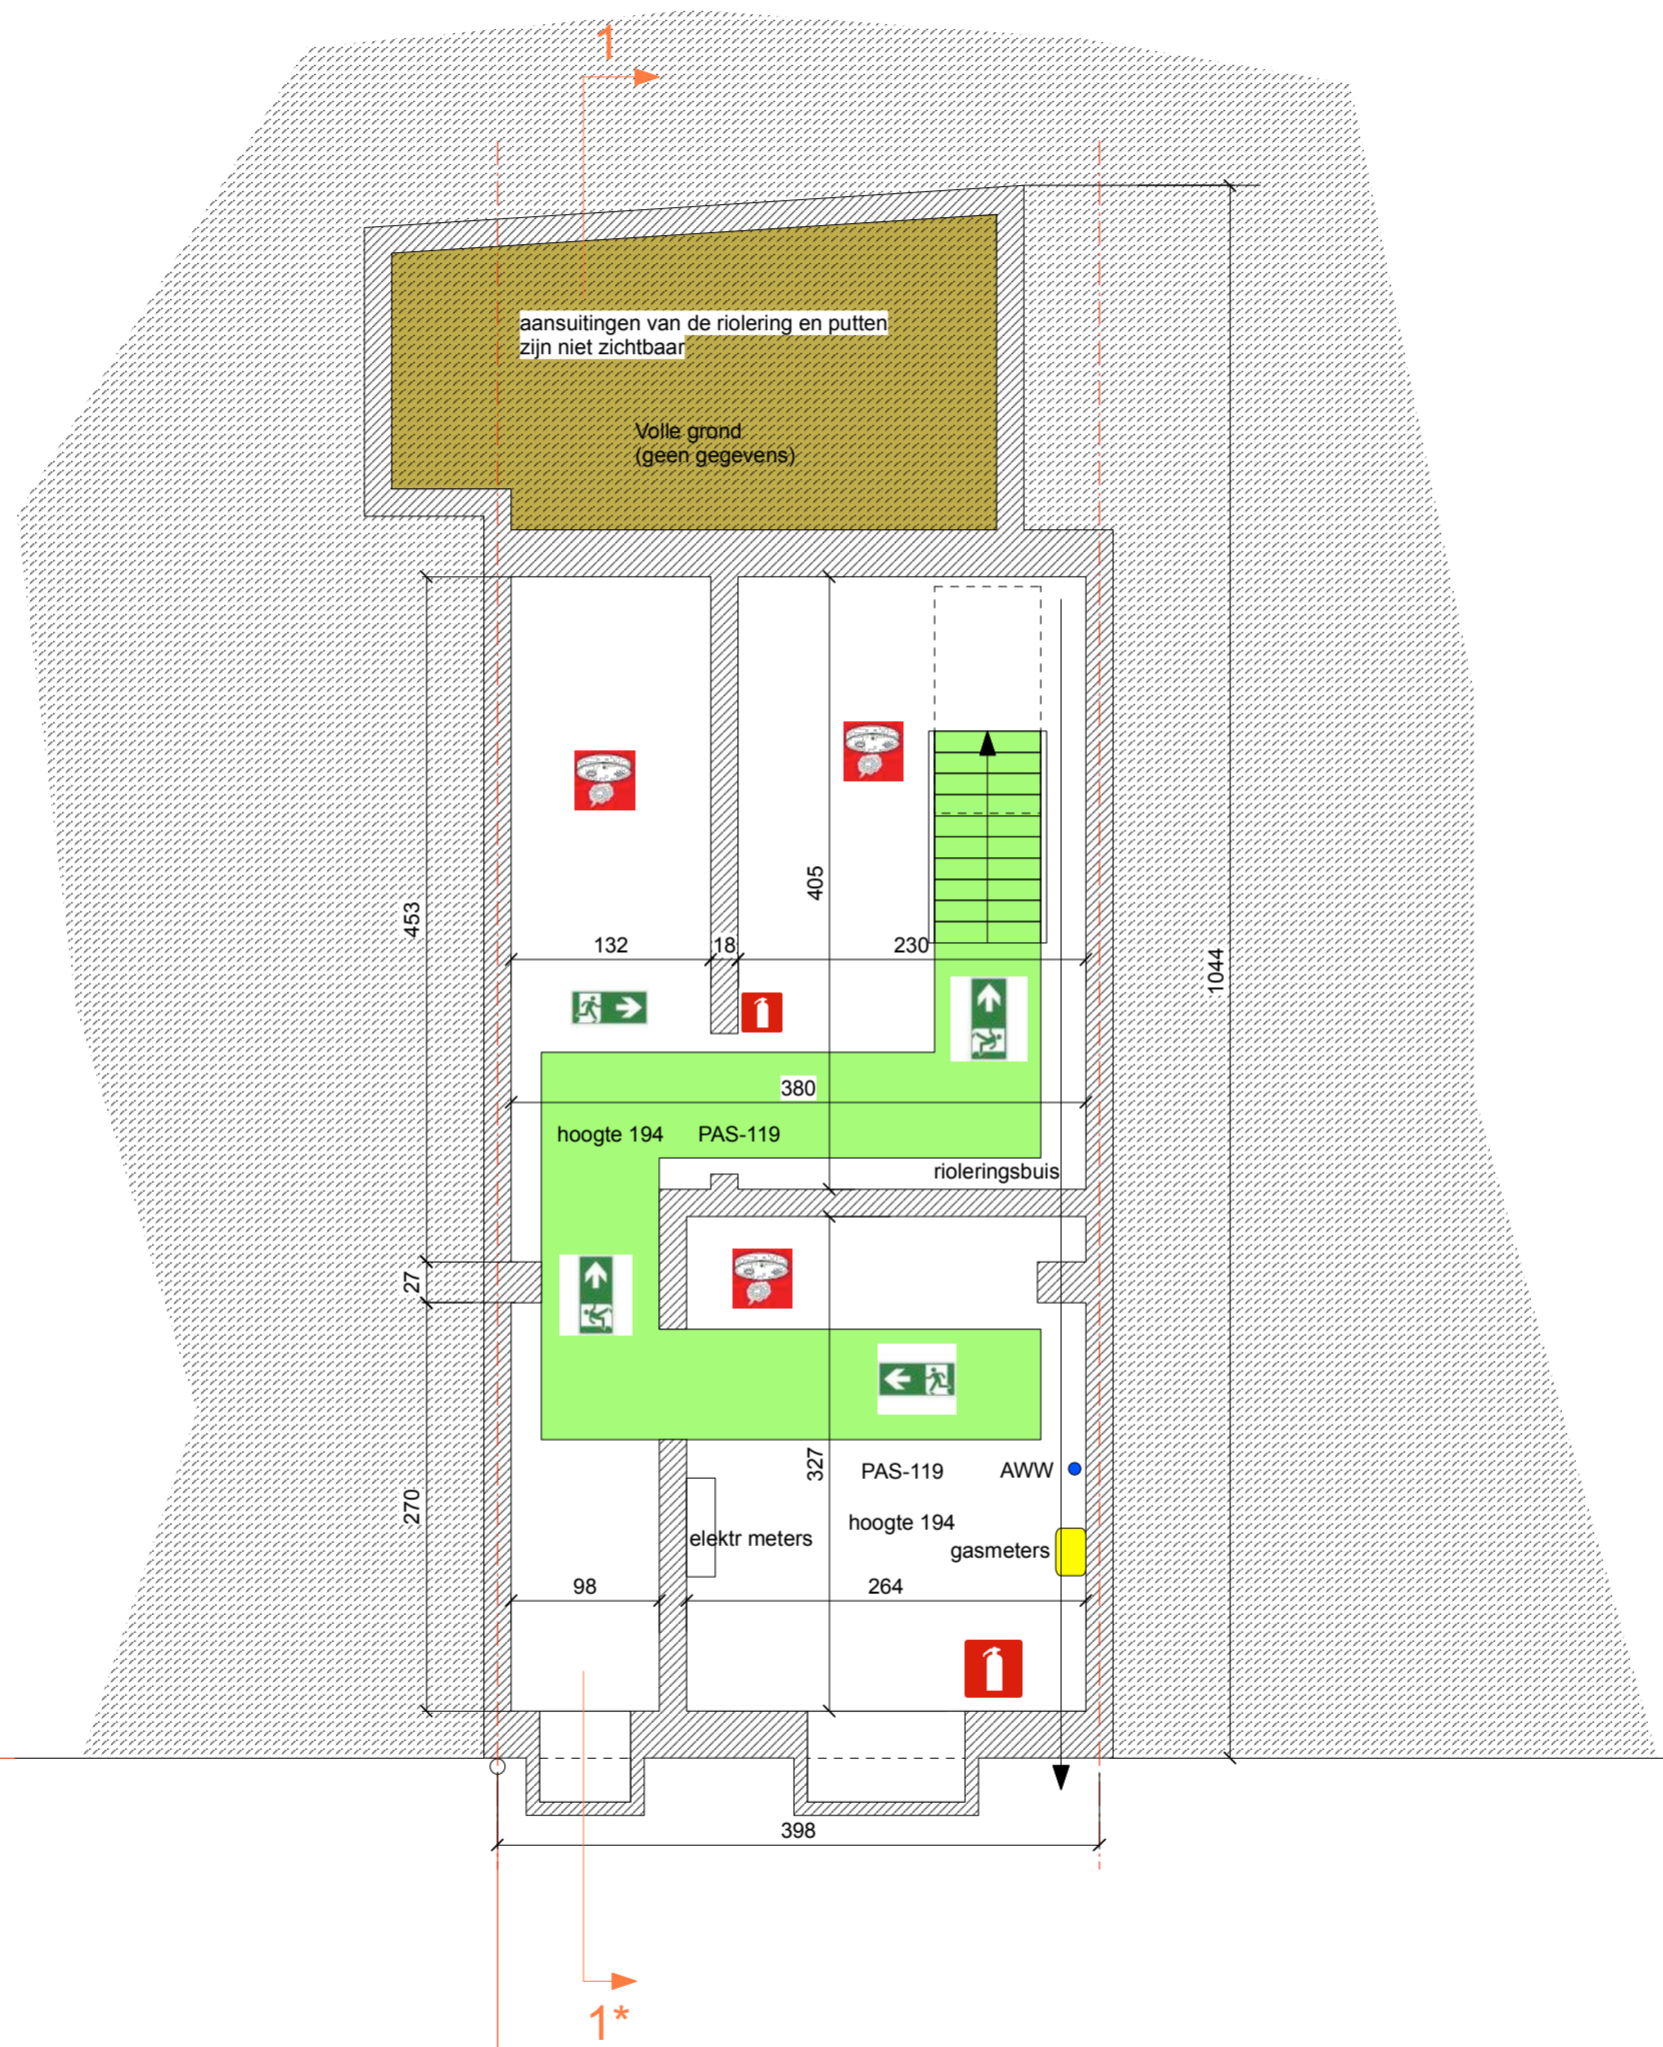 1
aansuitingen van de riolering en putten
zijn niet zichtbaar
Volle grond
(geen gegevens)
453
405
132
18
230
1044
380
hoogte 194
PAS-119
rioleringsbuis
27
327
PAS-119
AWW
270
hoogte 194
elektr meters
gasmeters
98
264
398
1*